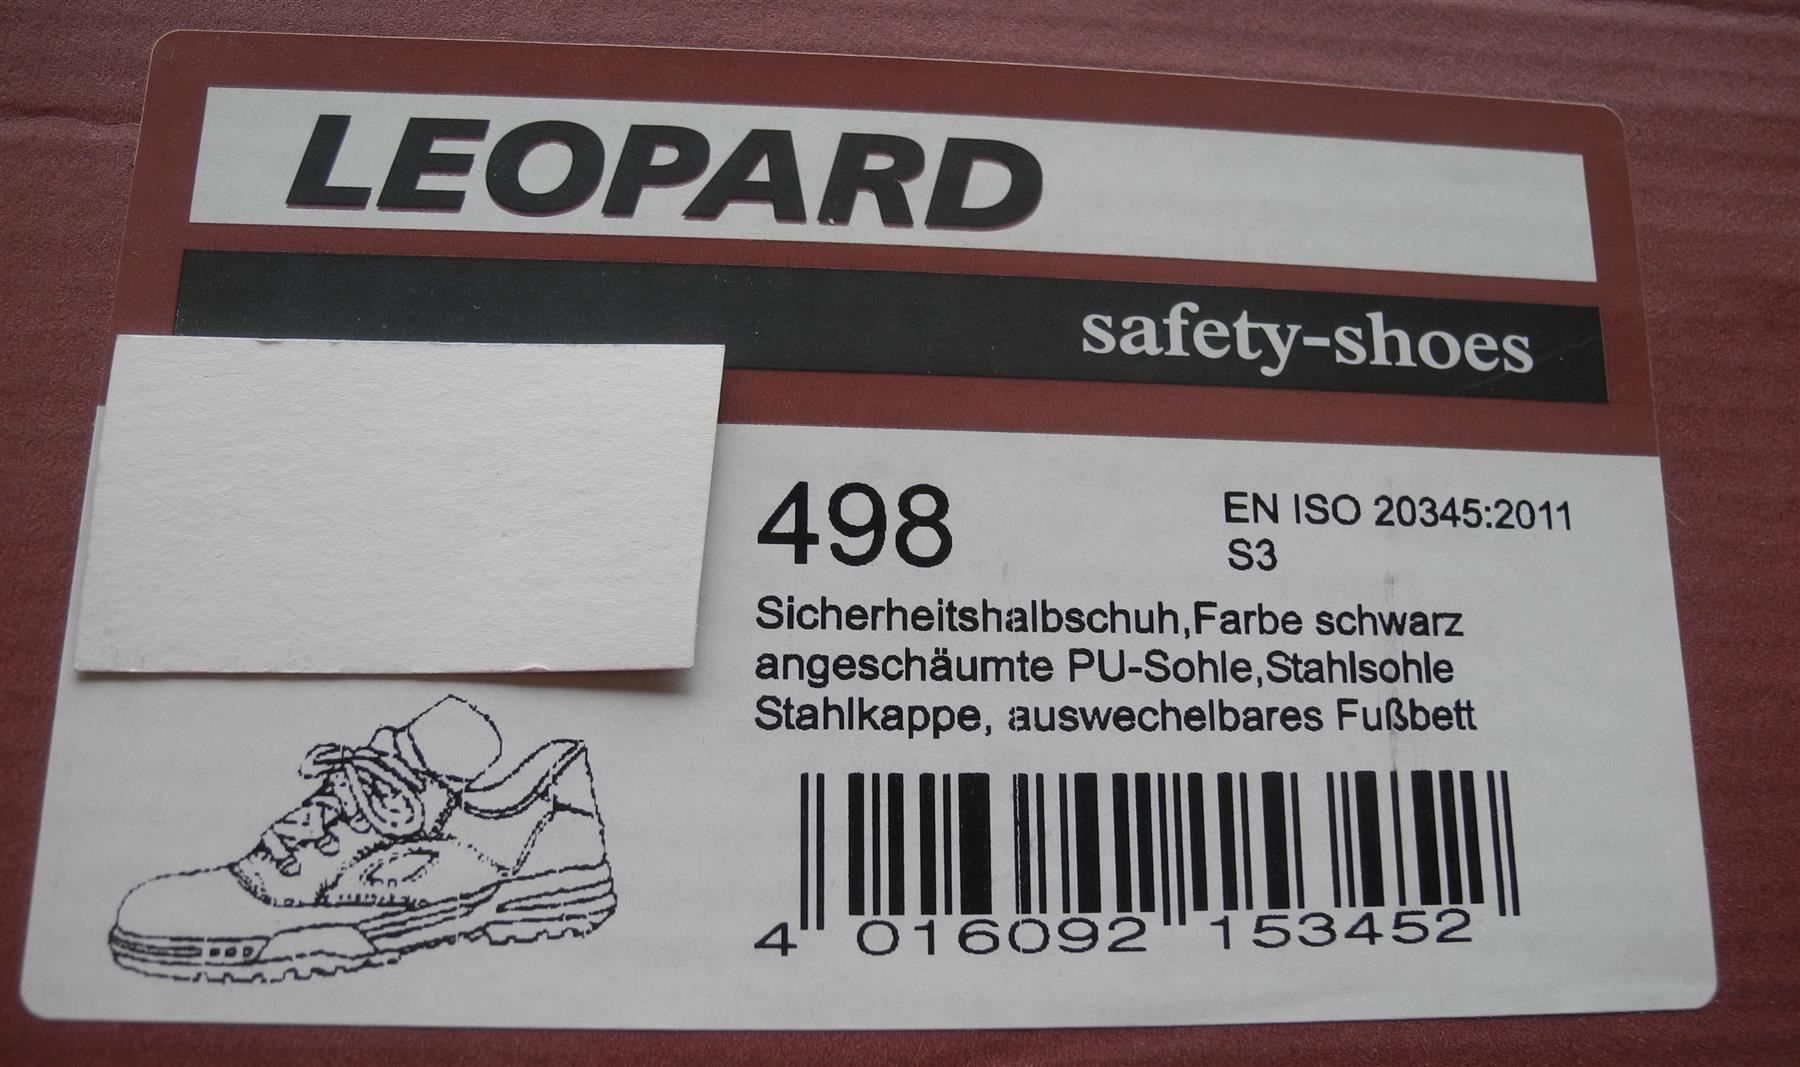 LEOPARD
safety-shoes
498
EN ISO 20345:2011
S3
Sicherheitshalbschuh,Farbe schwarz
angeschäumte PU-Sohle,Stahlsohle
Stahlkappe, auswechelbares Fußbett
4 016092 153452